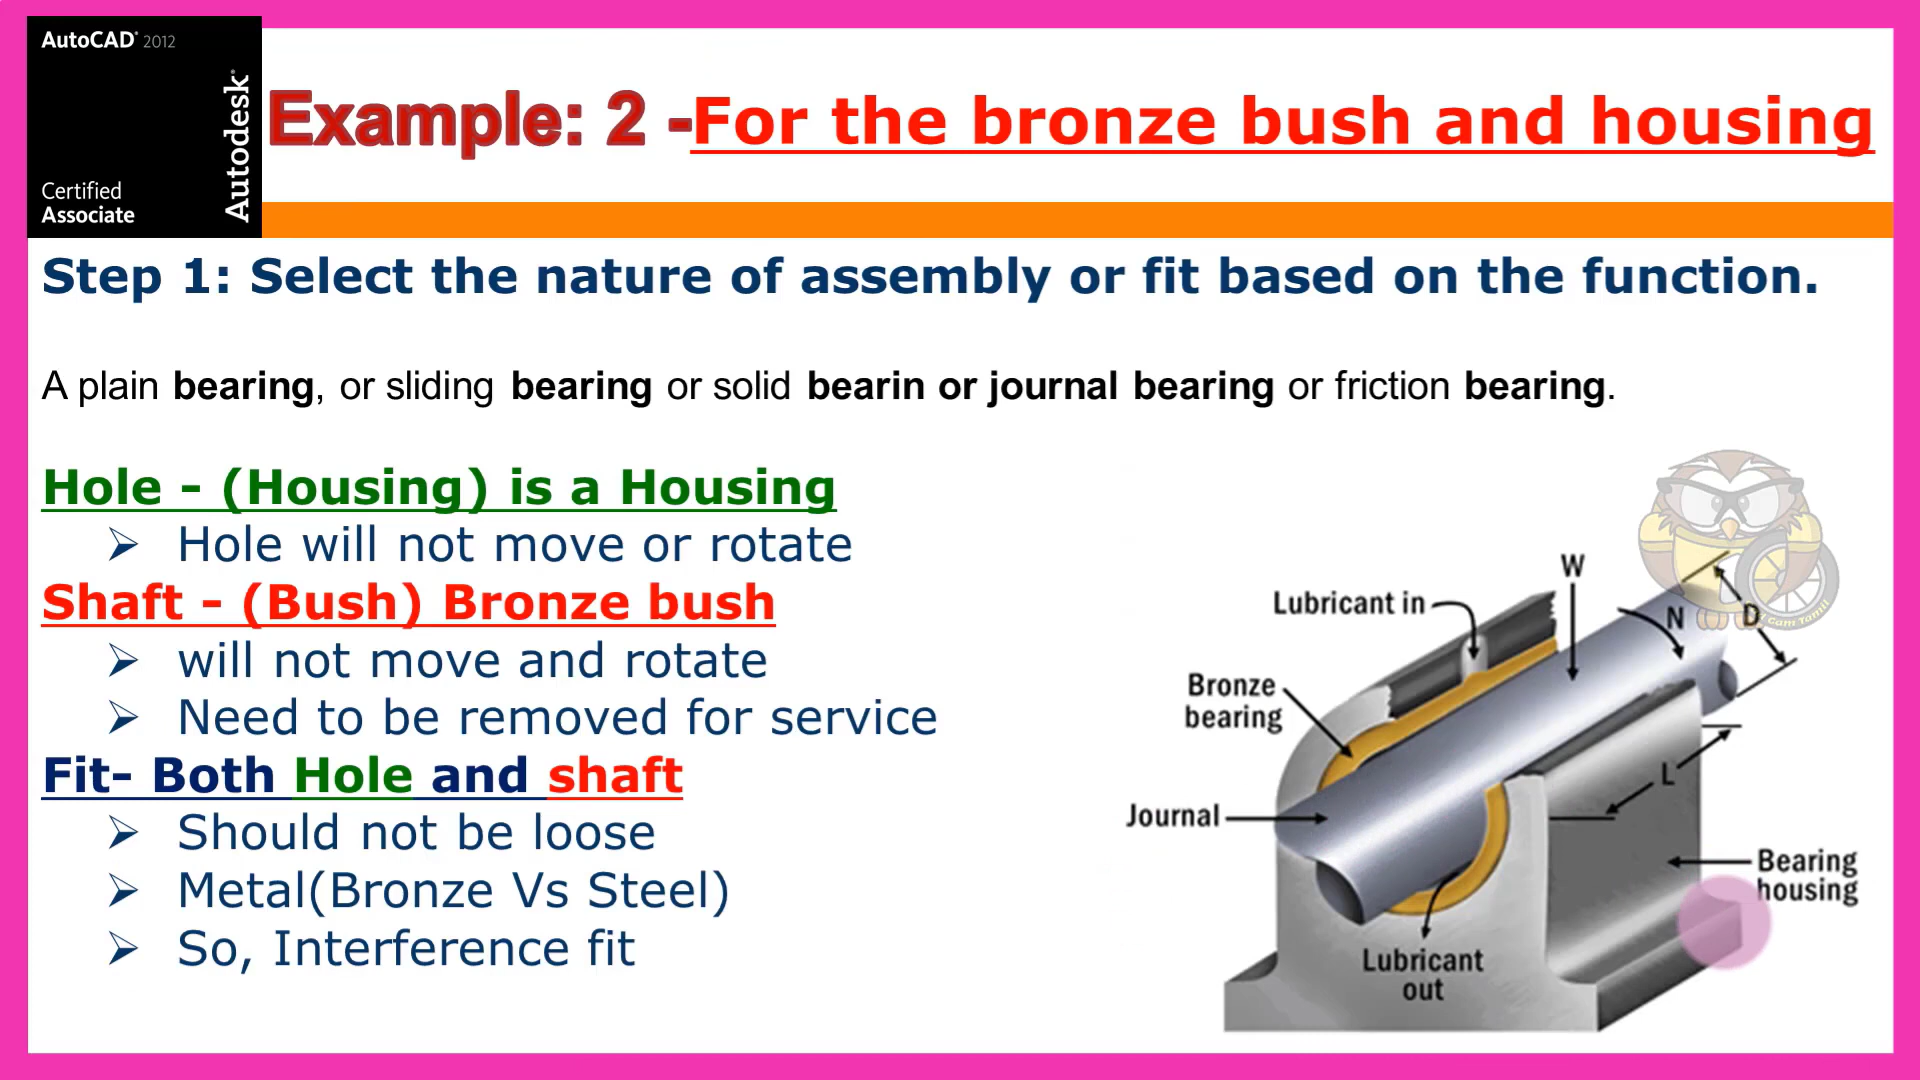 AutoCAD® 2012
Autodesk®
Certified
Associate
Example: 2 -For the bronze bush and housing
Step 1: Select the nature of assembly or fit based on the function.
A plain bearing, or sliding bearing or solid bearin or journal bearing or friction bearing.
Hole - (Housing) is a Housing
➢ Hole will not move or rotate
Shaft - (Bush) Bronze bush
➢ will not move and rotate
➢ Need to be removed for service
Fit- Both Hole and shaft
➢ Should not be loose
➢ Metal(Bronze Vs Steel)
➢ So, Interference fit
W
Lubricant in
N
D
Bronze
bearing
L
Journal
Bearing
housing
Lubricant
out